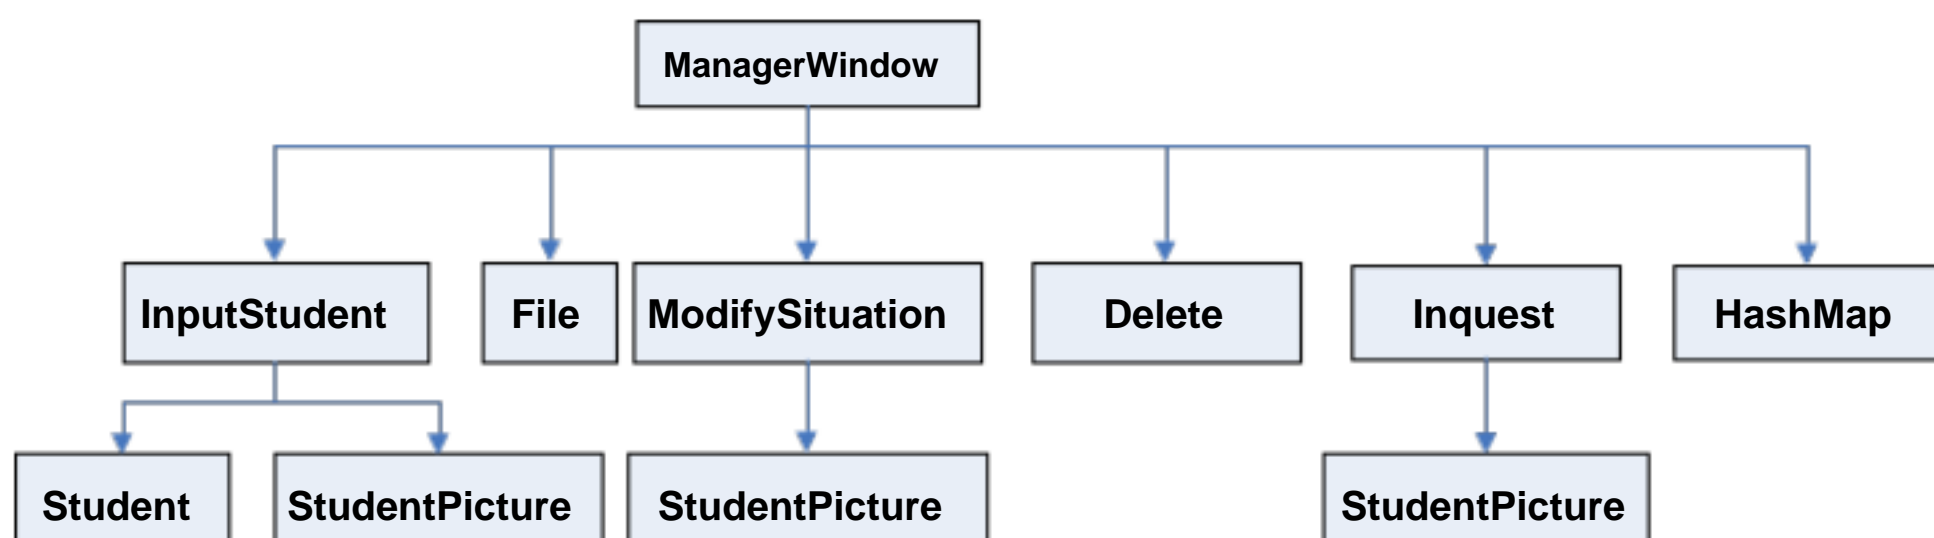 ManagerWindow
InputStudent File ModifySituation Delete Inquest HashMap
Student StudentPicture StudentPicture StudentPicture